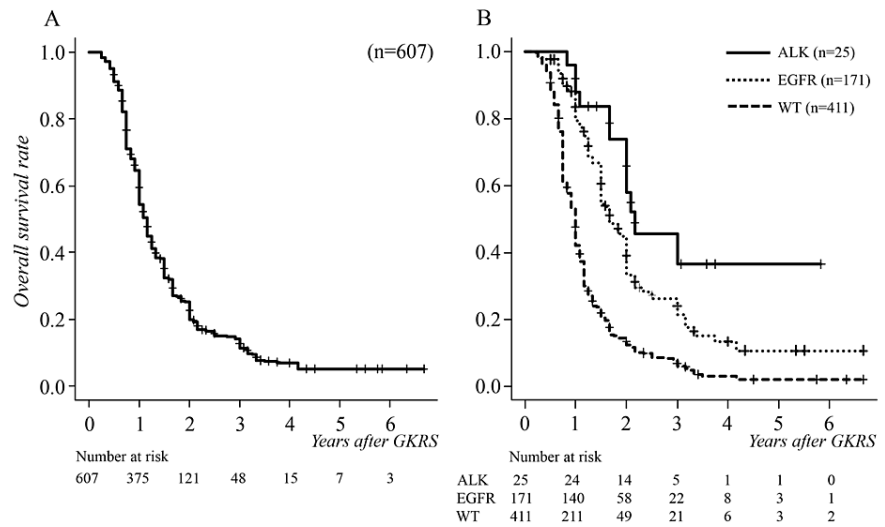 A
(n=607)
1.0
0.8
0.6
0.4
0.2
0.0
Overall survival rate
0 1 2 3 4 5 6
Years after GKRS
Number at risk
607 375 121 48 15 7 3
B
ALK (n=25)
EGFR (n=171)
WT (n=411)
1.0
0.8
0.6
0.4
0.2
0.0
0 1 2 3 4 5 6
Years after GKRS
Number at risk
ALK 25 24 14 5 1 1 0
EGFR 171 140 58 22 8 3 1
WT 411 211 49 21 6 3 2